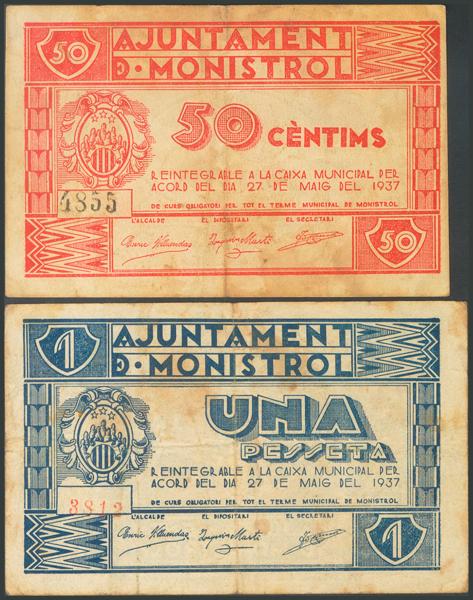 50
AJUNTAMENT
D·MONISTROL
50 CÈNTIMS
REINTEGRABLE A LA CAIXA MUNICIPAL PER
ACORD DEL DIA, 27 DE MAIG DEL 1937
4855
DE CURS OBLIGATORI PER TOT EL TERME MUNICIPAL DE MONISTROL
L'ALCALDE EL DIPOSITARI EL SECRETARI
50
1
AJUNTAMENT
D·MONISTROL
UNA
PESSETA
REINTEGRABLE A LA CAIXA MUNICIPAL PER
ACORD DEL DIA 27 DE MAIG DEL 1937
3812
DE CURS OBLIGATORI PER TOT EL TERME MUNICIPAL DE MONISTROL
L'ALCALDE EL DIPOSITARI EL SECRETARI
1